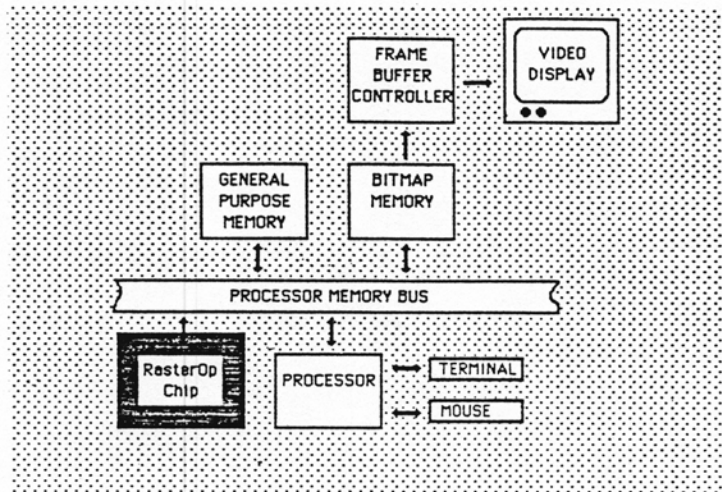 FRAME
BUFFER
CONTROLLER
VIDEO
DISPLAY
GENERAL
PURPOSE
MEMORY
BITMAP
MEMORY
PROCESSOR MEMORY BUS
RasterOp
Chip
PROCESSOR
TERMINAL
MOUSE